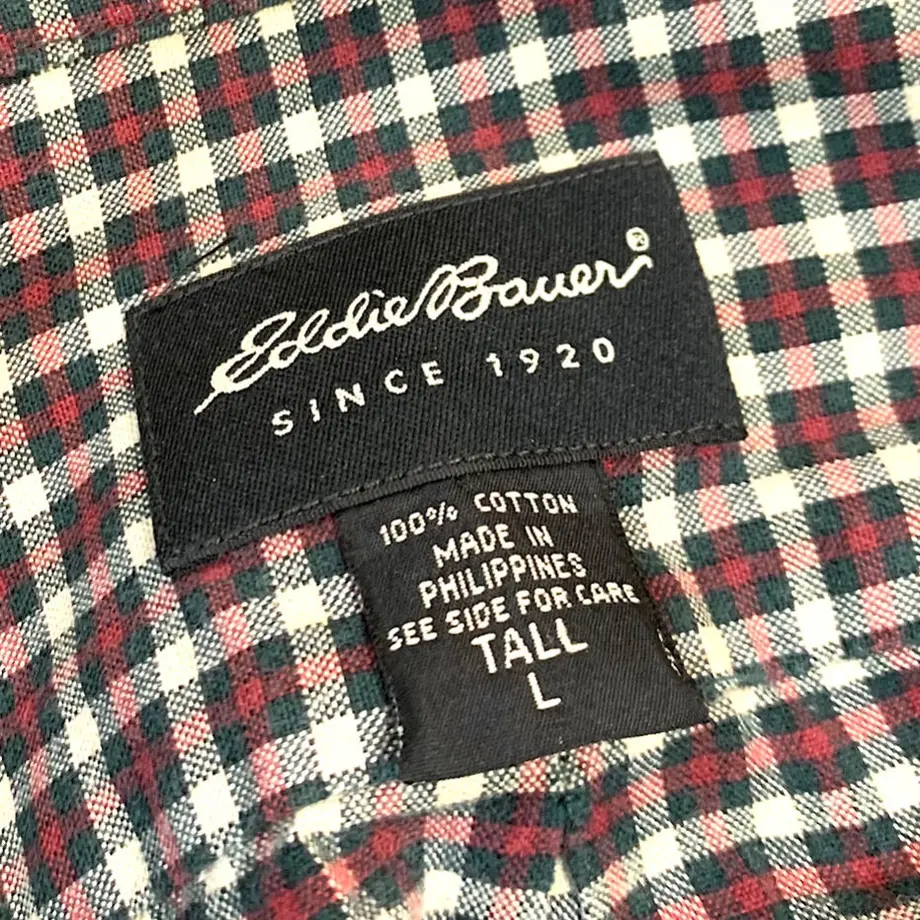 Eddie Bauer®
SINCE 1920
100% COTTON
MADE IN
PHILIPPINES
SEE SIDE FOR CARE
TALL
L